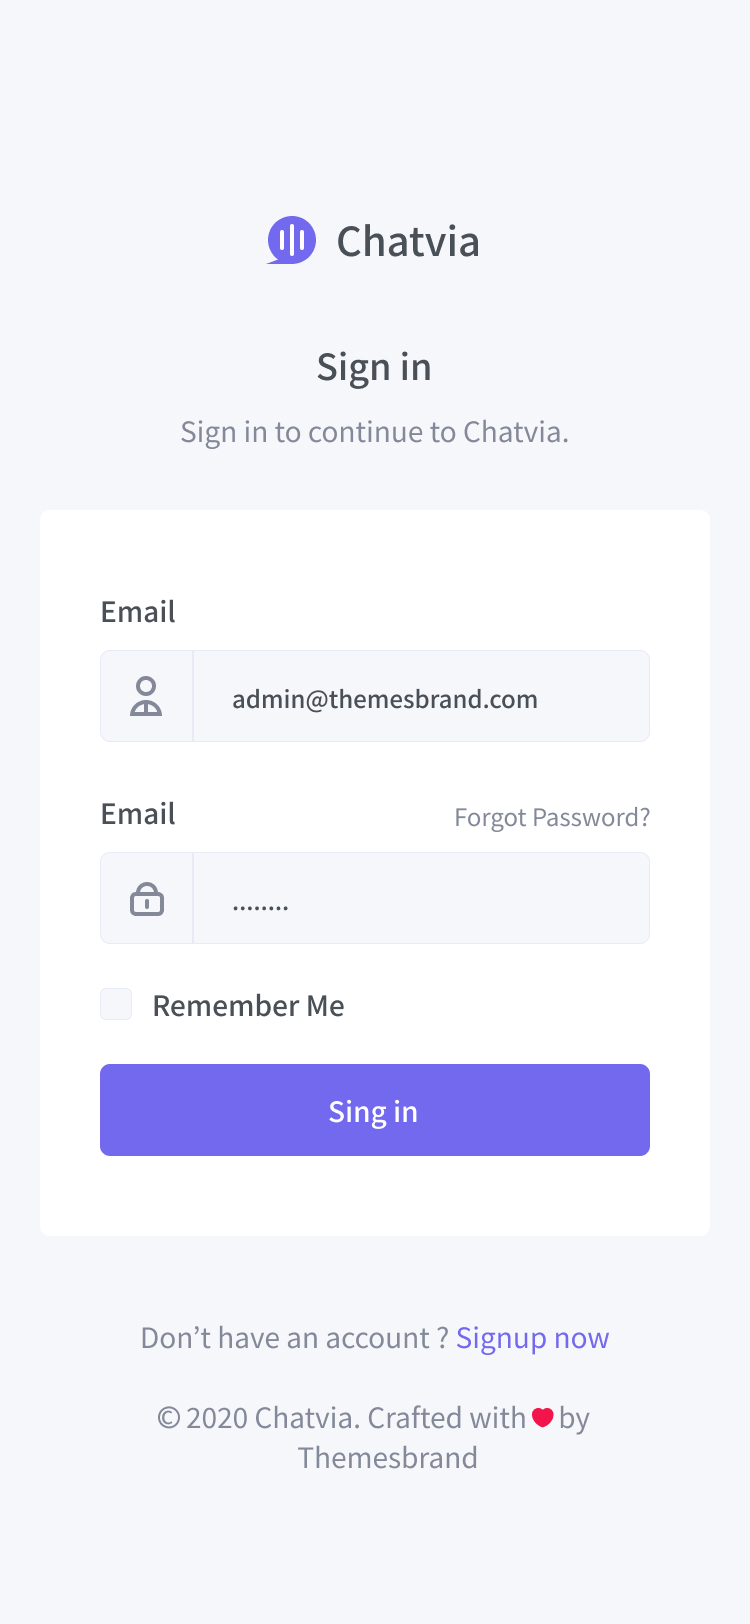 Chatvia
Sign in
Sign in to continue to Chatvia.
Email
admin@themesbrand.com
Email
Forgot Password?
........
Remember Me
Sing in
Don’t have an account ? Signup now
© 2020 Chatvia. Crafted with❤by
Themesbrand